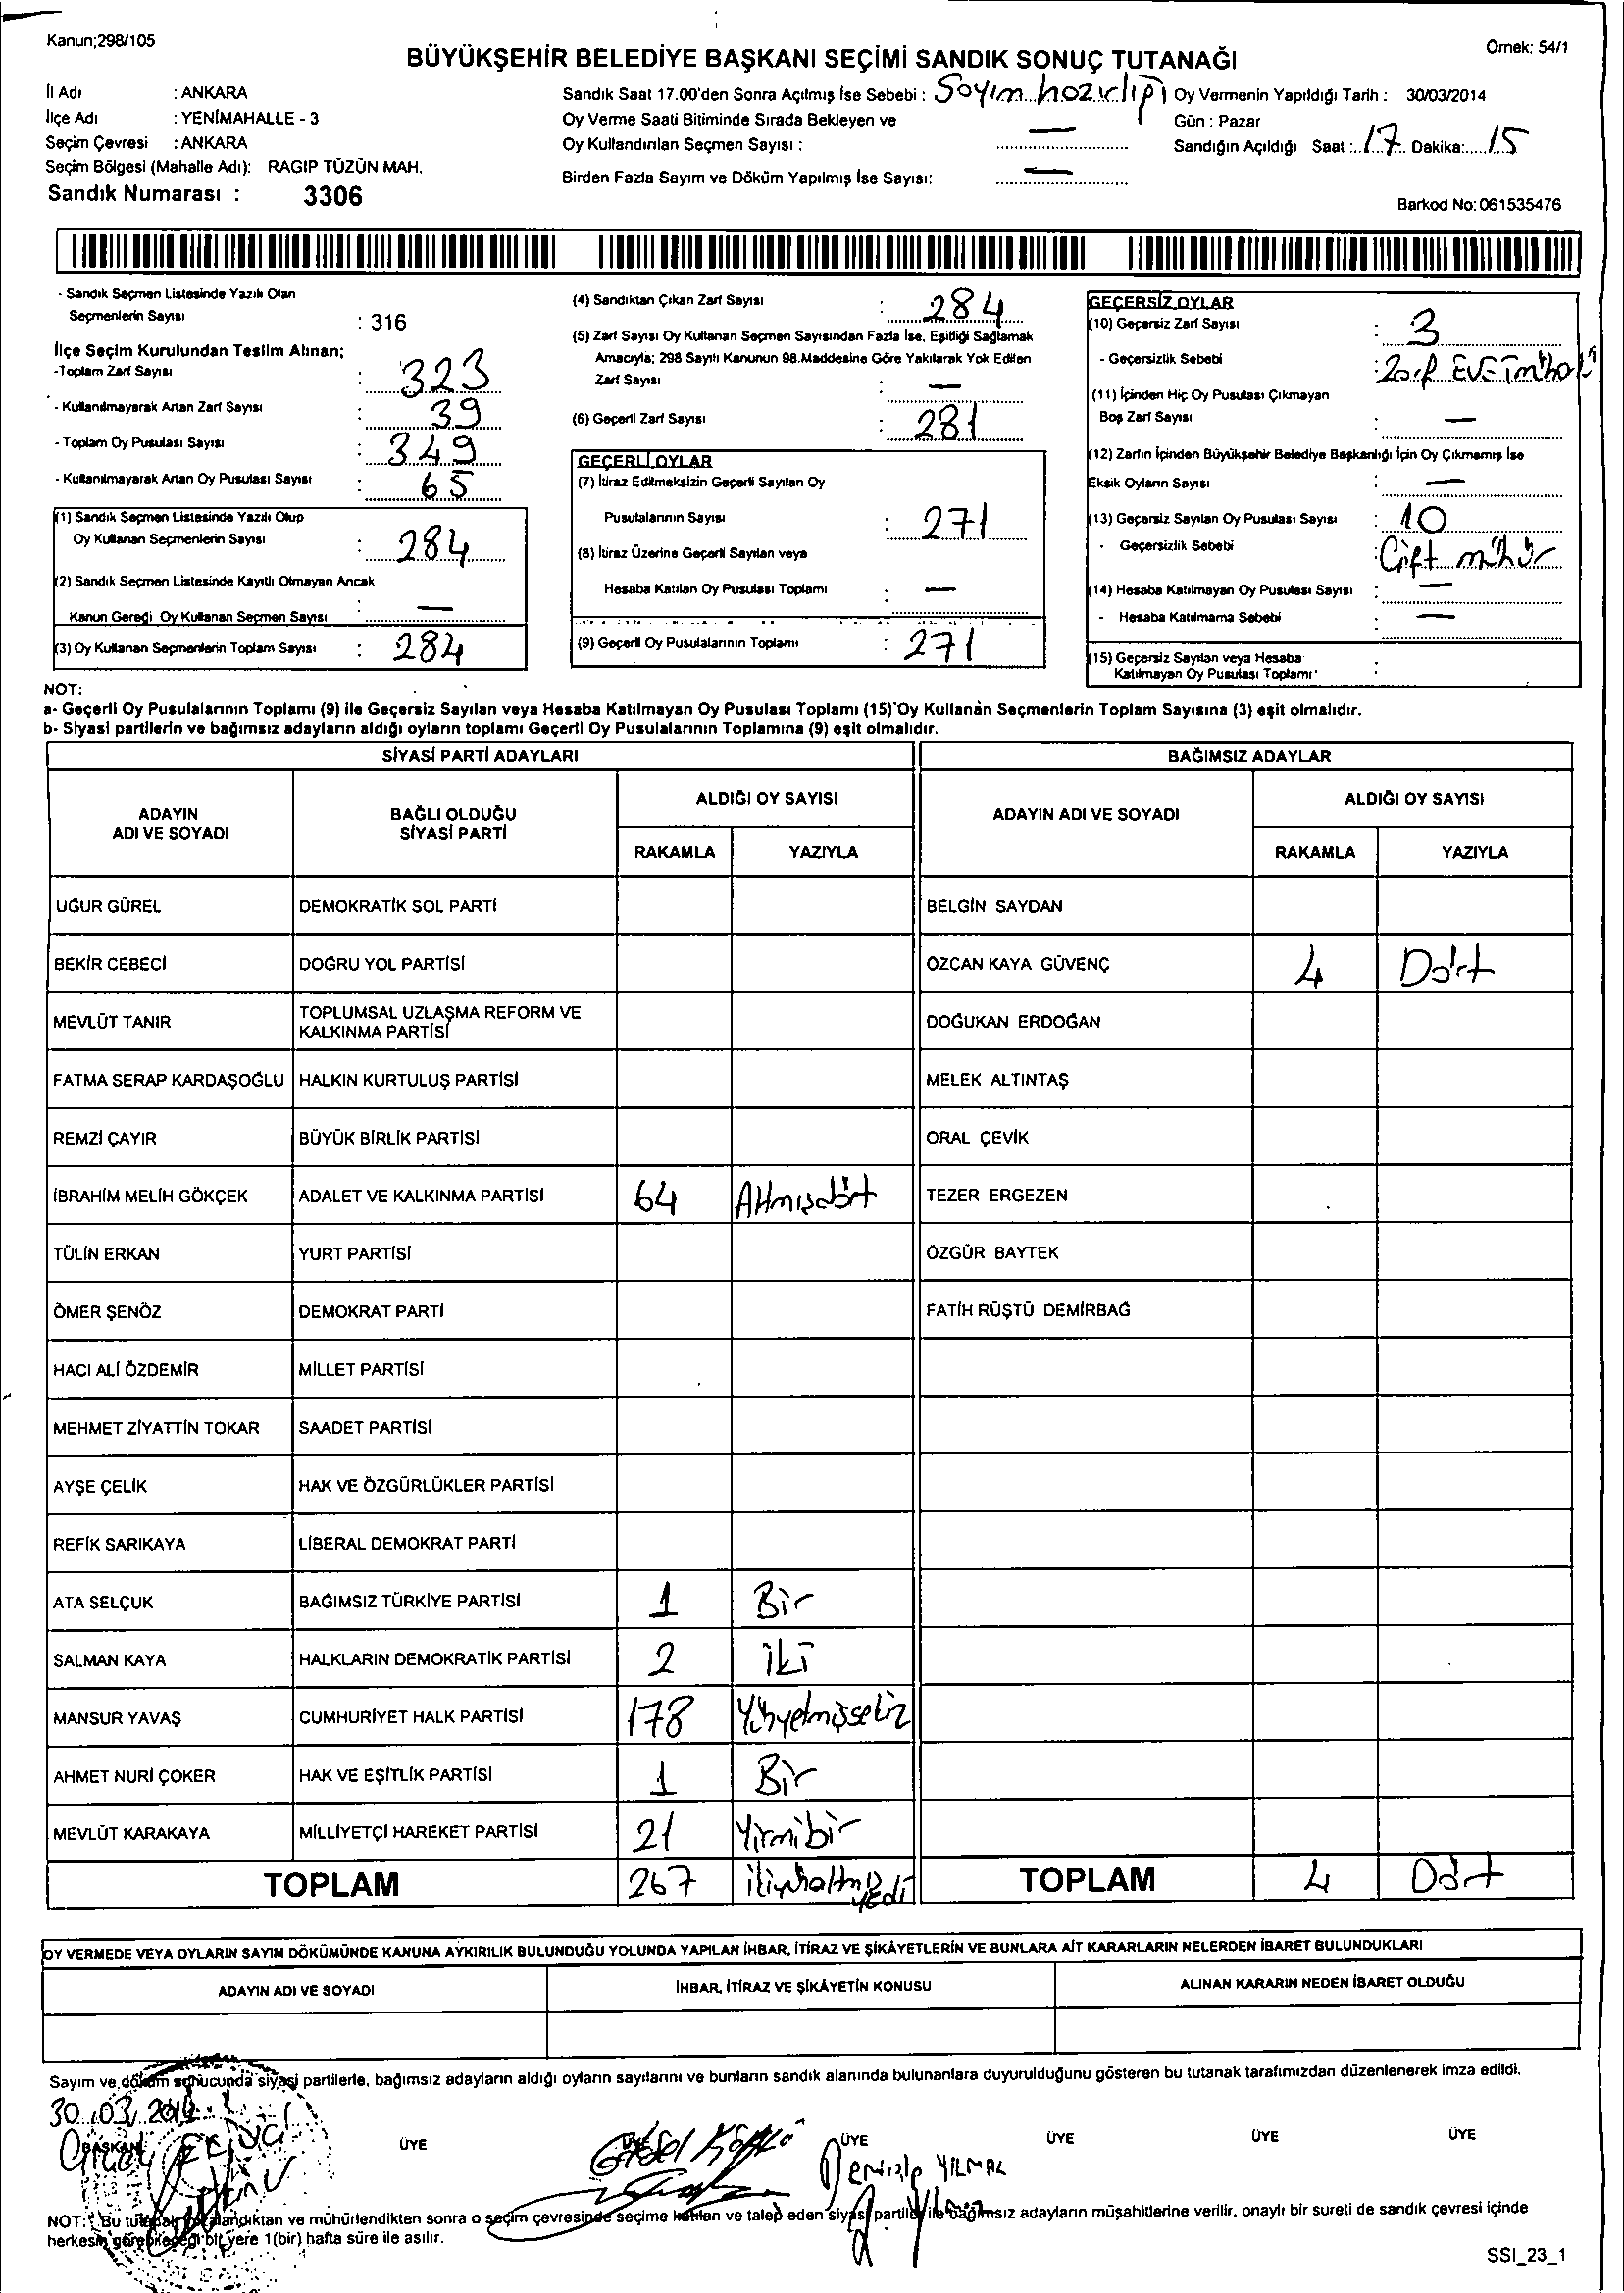 Kanun;298/105
Örnek: 54/1
BÜYÜKŞEHİR BELEDİYE BAŞKANI SEÇİMİ SANDIK SONUÇ TUTANAĞI
İl Adı : ANKARA
İlçe Adı : YENİMAHALLE - 3
Seçim Çevresi : ANKARA
Seçim Bölgesi (Mahalle Adı): RAGIP TÜZÜN MAH.
Sandık Numarası : 3306
Sandık Saat 17.00'den Sonra Açılmış İse Sebebi : Sayım hazırlığı
Oy Verme Saati Bitiminde Sırada Bekleyen ve
Oy Kullandırılan Seçmen Sayısı : —
Birden Fazla Sayım ve Döküm Yapılmış İse Sayısı: —
Oy Vermenin Yapıldığı Tarih : 30/03/2014
Gün : Pazar
Sandığın Açıldığı Saat : 17 Dakika: 15
Barkod No: 061535476
- Sandık Seçmen Listesinde Yazılı Olan
Seçmenlerin Sayısı : 316
İlçe Seçim Kurulundan Teslim Alınan;
-Toplam Zarf Sayısı : 323
- Kullanılmayarak Artan Zarf Sayısı : 39
- Toplam Oy Pusulası Sayısı : 349
- Kullanılmayarak Artan Oy Pusulası Sayısı : 65
(1) Sandık Seçmen Listesinde Yazılı Olup
Oy Kullanan Seçmenlerin Sayısı : 284
(2) Sandık Seçmen Listesinde Kayıtlı Olmayan Ancak
Kanun Gereği Oy Kullanan Seçmen Sayısı : —
(3) Oy Kullanan Seçmenlerin Toplam Sayısı : 284
(4) Sandıktan Çıkan Zarf Sayısı : 284
(5) Zarf Sayısı Oy Kullanan Seçmen Sayısından Fazla İse, Eşitliği Sağlamak
Amacıyla; 298 Sayılı Kanunun 98.Maddesine Göre Yakılarak Yok Edilen
Zarf Sayısı : —
(6) Geçerli Zarf Sayısı : 281
GEÇERLİ OYLAR
(7) İtiraz Edilmeksizin Geçerli Sayılan Oy
Pusulalarının Sayısı : 271
(8) İtiraz Üzerine Geçerli Sayılan veya
Hesaba Katılan Oy Pusulası Toplamı : —
(9) Geçerli Oy Pusulalarının Toplamı : 271
GEÇERSİZ OYLAR
(10) Geçersiz Zarf Sayısı : 3
- Geçersizlik Sebebi : Zarf
(11) İçinden Hiç Oy Pusulası Çıkmayan
Boş Zarf Sayısı : —
(12) Zarfın İçinden Büyükşehir Belediye Başkanlığı İçin Oy Çıkmamış İse
Eksik Oyların Sayısı : —
(13) Geçersiz Sayılan Oy Pusulası Sayısı : 10
- Geçersizlik Sebebi : Çift mühür
(14) Hesaba Katılmayan Oy Pusulası Sayısı : —
- Hesaba Katılmama Sebebi : —
(15) Geçersiz Sayılan veya Hesaba
Katılmayan Oy Pusulası Toplamı :
NOT:
a- Geçerli Oy Pusulalarının Toplamı (9) ile Geçersiz Sayılan veya Hesaba Katılmayan Oy Pusulası Toplamı (15) Oy Kullanan Seçmenlerin Toplam Sayısına (3) eşit olmalıdır.
b- Siyasi partilerin ve bağımsız adayların aldığı oyların toplamı Geçerli Oy Pusulalarının Toplamına (9) eşit olmalıdır.
SİYASİ PARTİ ADAYLARI
BAĞIMSIZ ADAYLAR
ADAYIN ADI VE SOYADI
BAĞLI OLDUĞU SİYASİ PARTİ
ALDIĞI OY SAYISI
ADAYIN ADI VE SOYADI
ALDIĞI OY SAYISI
RAKAMLA YAZIYLA
RAKAMLA YAZIYLA
UĞUR GÜREL DEMOKRATİK SOL PARTİ BELGİN SAYDAN
BEKİR CEBECİ DOĞRU YOL PARTİSİ ÖZCAN KAYA GÜVENÇ 4 Dört
MEVLÜT TANIR TOPLUMSAL UZLAŞMA REFORM VE KALKINMA PARTİSİ DOĞUKAN ERDOĞAN
FATMA SERAP KARDAŞOĞLU HALKIN KURTULUŞ PARTİSİ MELEK ALTINTAŞ
REMZİ ÇAYIR BÜYÜK BİRLİK PARTİSİ ORAL ÇEVİK
İBRAHİM MELİH GÖKÇEK ADALET VE KALKINMA PARTİSİ 64 Altmışdört TEZER ERGEZEN
TÜLİN ERKAN YURT PARTİSİ ÖZGÜR BAYTEK
ÖMER ŞENÖZ DEMOKRAT PARTİ FATİH RÜŞTÜ DEMİRBAĞ
HACI ALİ ÖZDEMİR MİLLET PARTİSİ
MEHMET ZİYATTİN TOKAR SAADET PARTİSİ
AYŞE ÇELİK HAK VE ÖZGÜRLÜKLER PARTİSİ
REFİK SARIKAYA LİBERAL DEMOKRAT PARTİ
ATA SELÇUK BAĞIMSIZ TÜRKİYE PARTİSİ 1 Bir
SALMAN KAYA HALKLARIN DEMOKRATİK PARTİSİ 2 iki
MANSUR YAVAŞ CUMHURİYET HALK PARTİSİ 178 Yüzyetmişsekiz
AHMET NURİ ÇOKER HAK VE EŞİTLİK PARTİSİ 1 Bir
MEVLÜT KARAKAYA MİLLİYETÇİ HAREKET PARTİSİ 21 Yirmibir
TOPLAM 267 ikiyüzaltmışyedi TOPLAM 4 Dört
OY VERMEDE VEYA OYLARIN SAYIM DÖKÜMÜNDE KANUNA AYKIRILIK BULUNDUĞU YOLUNDA YAPILAN İHBAR, İTİRAZ VE ŞİKÂYETLERİN VE BUNLARA AİT KARARLARIN NELERDEN İBARET BULUNDUKLARI
ADAYIN ADI VE SOYADI İHBAR, İTİRAZ VE ŞİKÂYETİN KONUSU ALINAN KARARIN NEDEN İBARET OLDUĞU
Sayım ve döküm sonucunda siyasi partilerle, bağımsız adayların aldığı oyların sayılarını ve bunların sandık alanında bulunanlara duyurulduğunu gösteren bu tutanak tarafımızdan düzenlenerek imza edildi.
30/03/2014
BAŞKAN ÜYE ÜYE ÜYE ÜYE ÜYE
YILMAZ
NOT: Bu tutanak imzalandıktan ve mühürlendikten sonra o seçim çevresinde seçime katılan ve talep eden siyasi partiler ile bağımsız adayların müşahitlerine verilir, onaylı bir sureti de sandık çevresi içinde
herkesin görebileceği bir yere 1(bir) hafta süre ile asılır.
SSI_23_1